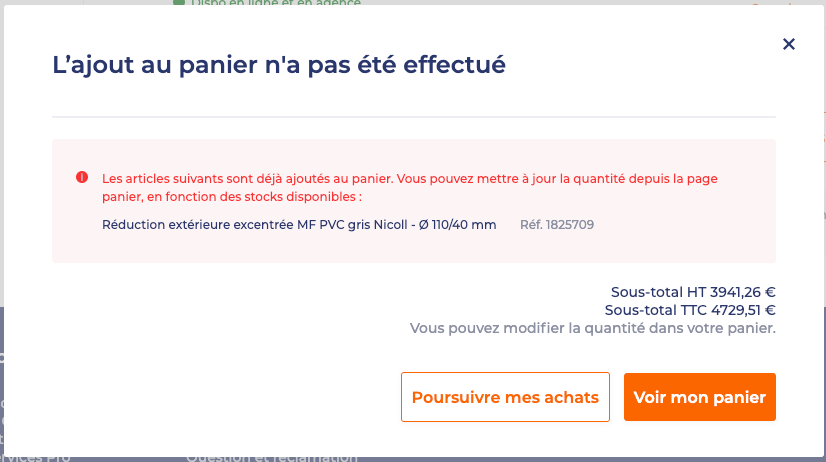 Dispo en ligne et en agence
L’ajout au panier n'a pas été effectué
Les articles suivants sont déjà ajoutés au panier. Vous pouvez mettre à jour la quantité depuis la page
panier, en fonction des stocks disponibles :
Réduction extérieure excentrée MF PVC gris Nicoll - Ø 110/40 mm Réf. 1825709
Sous-total HT 3941,26 €
Sous-total TTC 4729,51 €
Vous pouvez modifier la quantité dans votre panier.
Poursuivre mes achats Voir mon panier
Question et réclamation